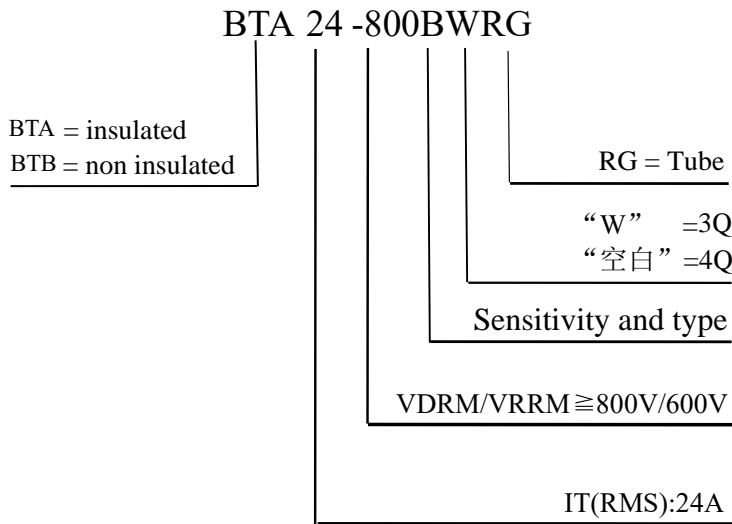 BTA 24 -800BWRG
BTA = insulated
BTB = non insulated
RG = Tube
“W” =3Q
“空白” =4Q
Sensitivity and type
VDRM/VRRM≧800V/600V
IT(RMS):24A